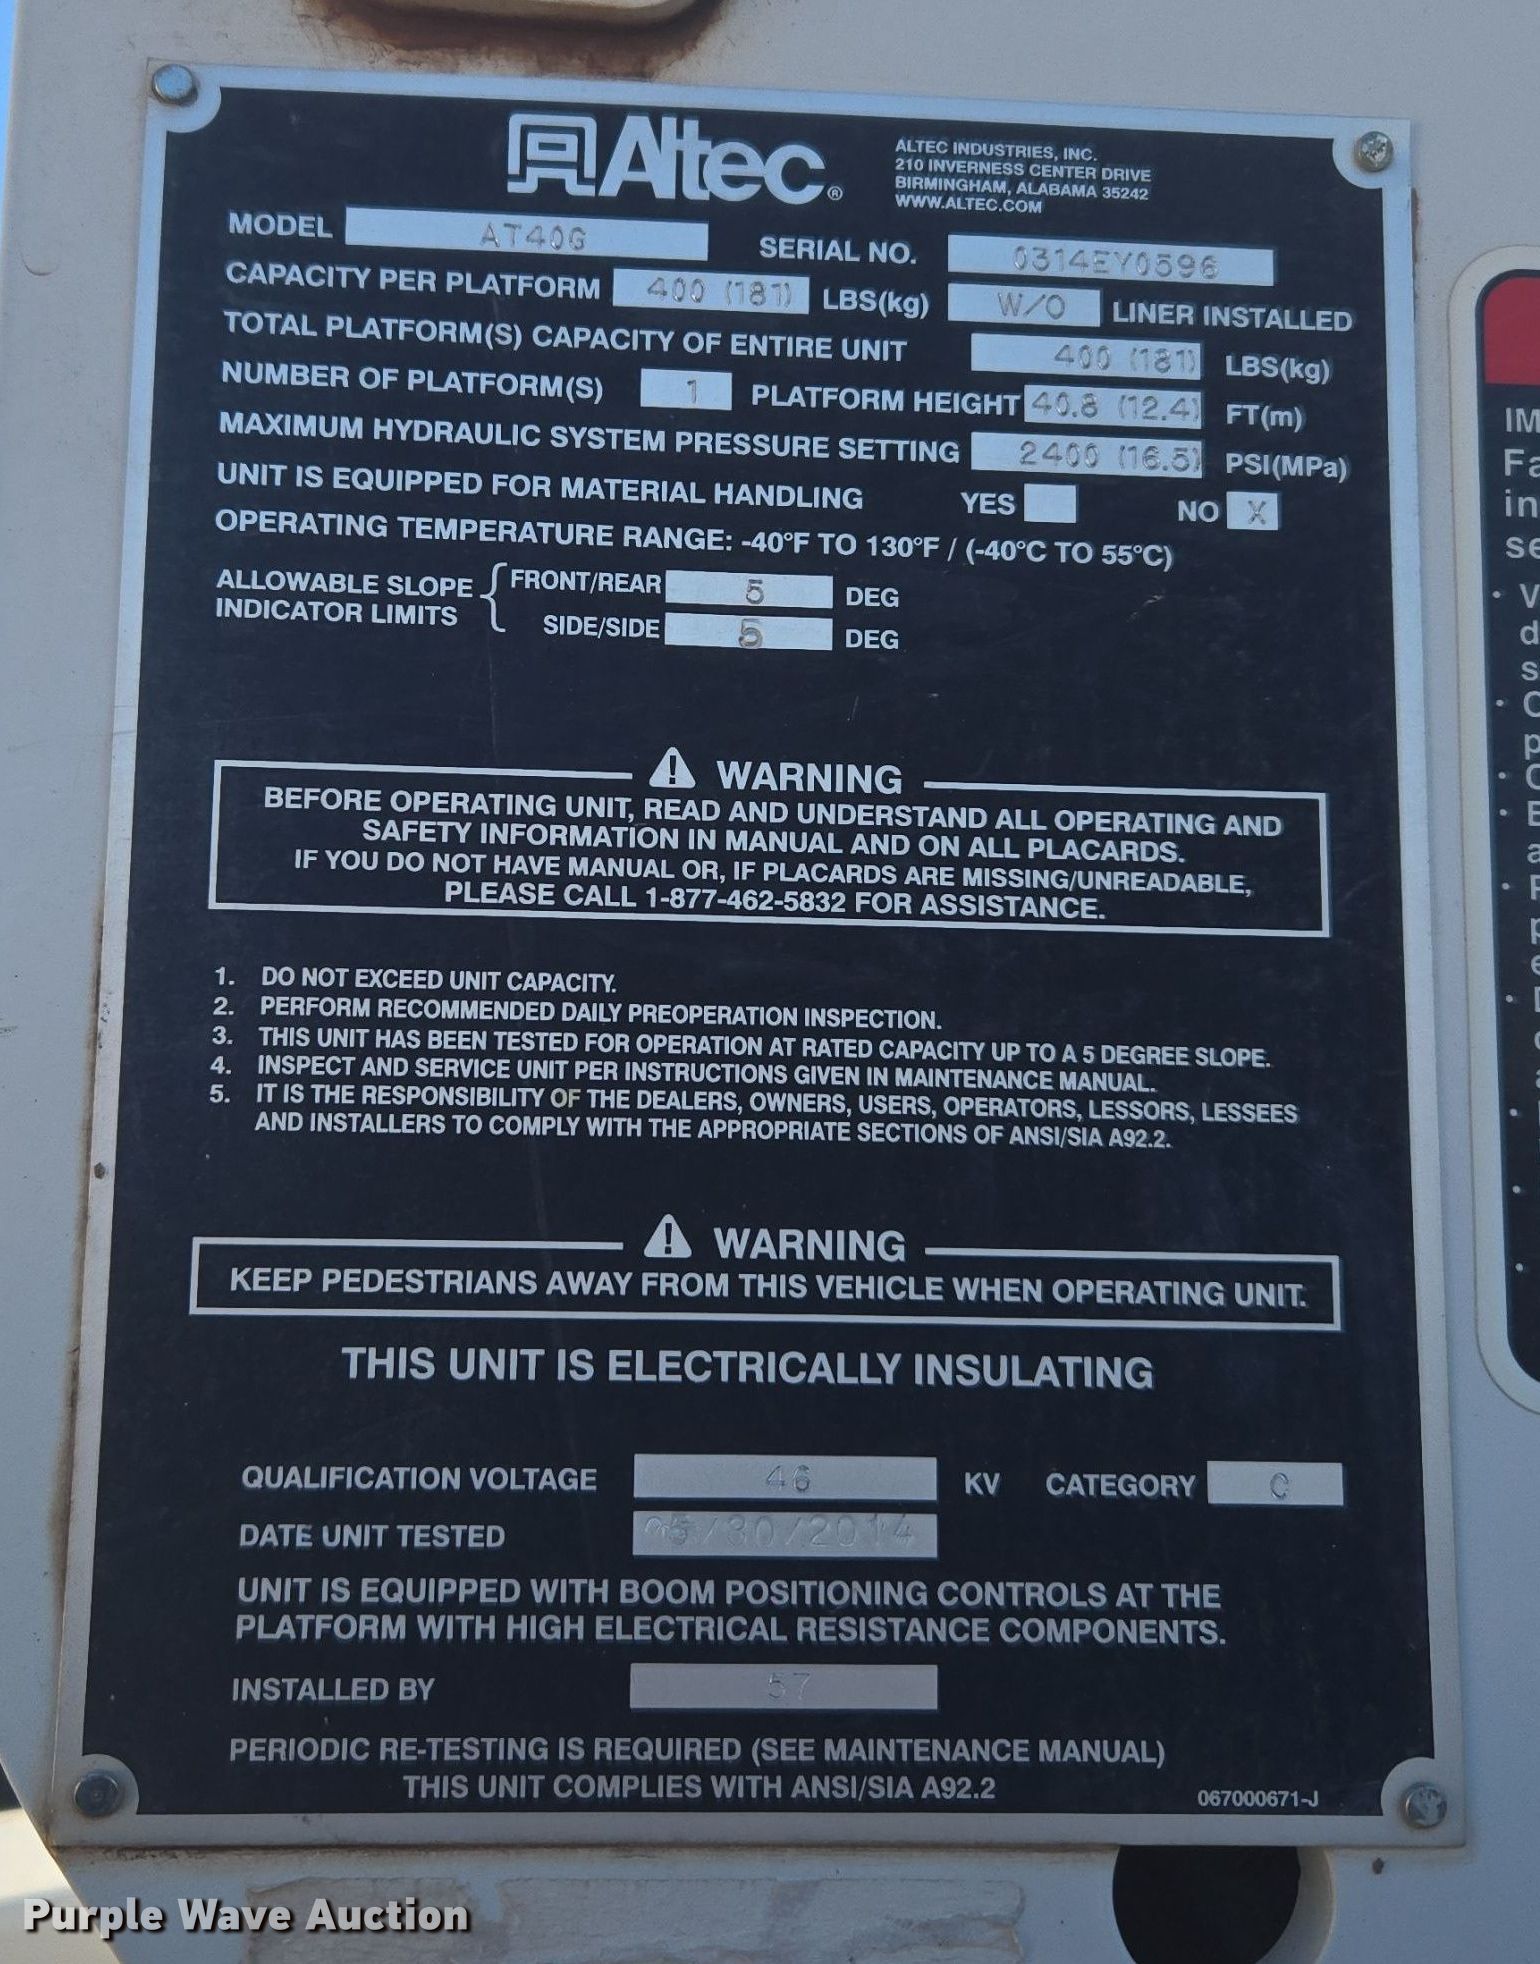 Altec®
ALTEC INDUSTRIES, INC.
210 INVERNESS CENTER DRIVE
BIRMINGHAM, ALABAMA 35242
WWW.ALTEC.COM
MODEL AT40G SERIAL NO. 0314EY0596
CAPACITY PER PLATFORM 400 (181) LBS(kg) W/O LINER INSTALLED
TOTAL PLATFORM(S) CAPACITY OF ENTIRE UNIT 400 (181) LBS(kg)
NUMBER OF PLATFORM(S) 1 PLATFORM HEIGHT 40.8 (12.4) FT(m)
MAXIMUM HYDRAULIC SYSTEM PRESSURE SETTING 2400 (16.5) PSI(MPa)
UNIT IS EQUIPPED FOR MATERIAL HANDLING YES NO X
OPERATING TEMPERATURE RANGE: -40°F TO 130°F / (-40°C TO 55°C)
ALLOWABLE SLOPE INDICATOR LIMITS { FRONT/REAR 5 DEG
SIDE/SIDE 5 DEG
⚠ WARNING
BEFORE OPERATING UNIT, READ AND UNDERSTAND ALL OPERATING AND
SAFETY INFORMATION IN MANUAL AND ON ALL PLACARDS.
IF YOU DO NOT HAVE MANUAL OR, IF PLACARDS ARE MISSING/UNREADABLE,
PLEASE CALL 1-877-462-5832 FOR ASSISTANCE.
1. DO NOT EXCEED UNIT CAPACITY.
2. PERFORM RECOMMENDED DAILY PREOPERATION INSPECTION.
3. THIS UNIT HAS BEEN TESTED FOR OPERATION AT RATED CAPACITY UP TO A 5 DEGREE SLOPE.
4. INSPECT AND SERVICE UNIT PER INSTRUCTIONS GIVEN IN MAINTENANCE MANUAL.
5. IT IS THE RESPONSIBILITY OF THE DEALERS, OWNERS, USERS, OPERATORS, LESSORS, LESSEES
AND INSTALLERS TO COMPLY WITH THE APPROPRIATE SECTIONS OF ANSI/SIA A92.2.
⚠ WARNING
KEEP PEDESTRIANS AWAY FROM THIS VEHICLE WHEN OPERATING UNIT.
THIS UNIT IS ELECTRICALLY INSULATING
QUALIFICATION VOLTAGE 46 KV CATEGORY C
DATE UNIT TESTED 05/30/2014
UNIT IS EQUIPPED WITH BOOM POSITIONING CONTROLS AT THE
PLATFORM WITH HIGH ELECTRICAL RESISTANCE COMPONENTS.
INSTALLED BY 57
PERIODIC RE-TESTING IS REQUIRED (SEE MAINTENANCE MANUAL)
THIS UNIT COMPLIES WITH ANSI/SIA A92.2
067000671-J
Purple Wave Auction